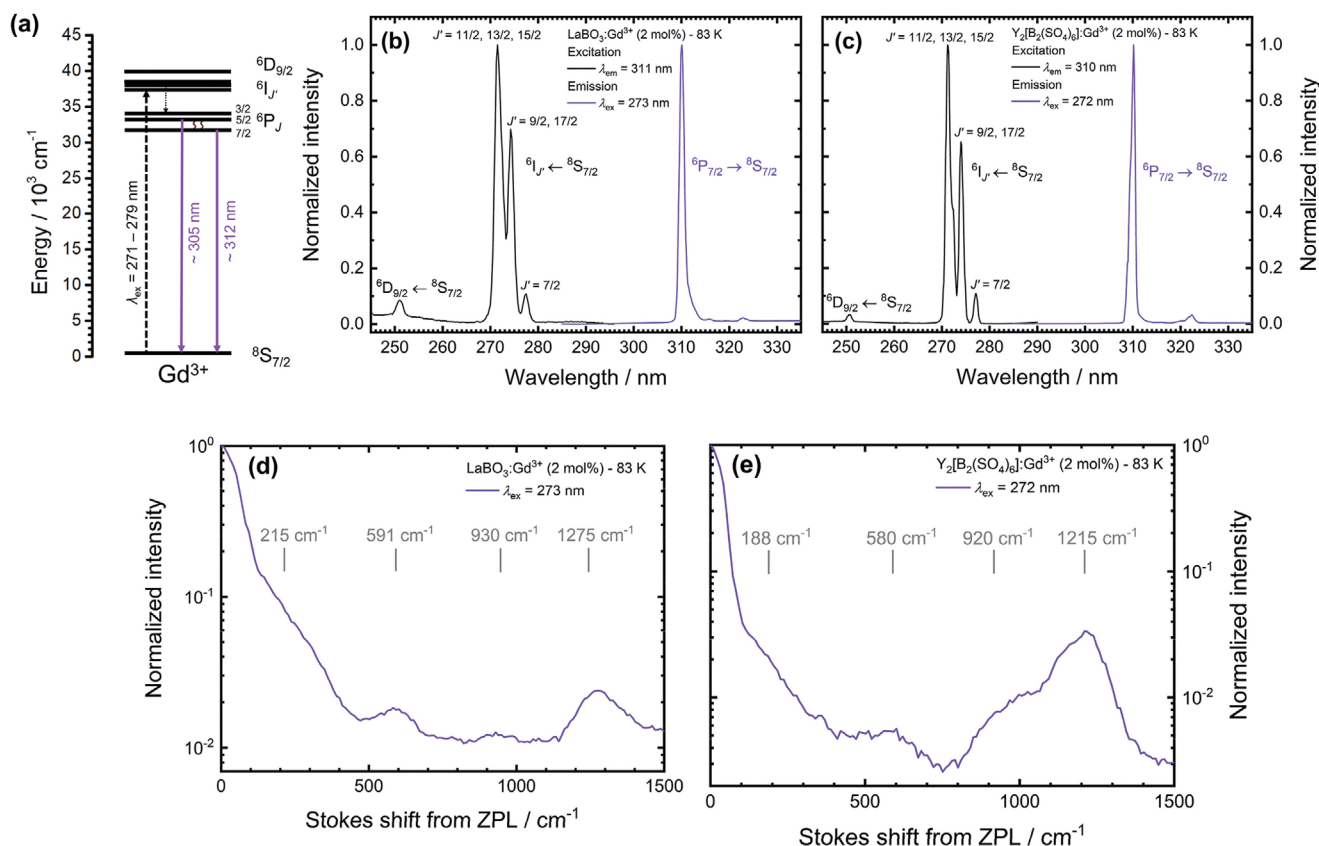 (a)
45
40
35
30
25
20
15
10
5
0
Energy / 10³ cm⁻¹
⁶D₉/₂
⁶I_J'
3/2
⁶P_J
5/2
7/2
λex = 271 – 279 nm
~ 305 nm
~ 312 nm
⁸S₇/₂
Gd³⁺
(b)
J' = 11/2, 13/2, 15/2
LaBO₃:Gd³⁺ (2 mol%) - 83 K
Excitation
λem = 311 nm
Emission
λex = 273 nm
J' = 9/2, 17/2
⁶I_J' ← ⁸S₇/₂
⁶P₇/₂ → ⁸S₇/₂
⁶D₉/₂ ← ⁸S₇/₂
J' = 7/2
1.0
0.8
0.6
0.4
0.2
0.0
Normalized intensity
250 260 270 280 290 300 310 320 330
Wavelength / nm
(c)
J' = 11/2, 13/2, 15/2
Y₂[B₂(SO₄)₆]:Gd³⁺ (2 mol%) - 83 K
Excitation
λem = 310 nm
Emission
λex = 272 nm
J' = 9/2, 17/2
⁶I_J' ← ⁸S₇/₂
⁶P₇/₂ → ⁸S₇/₂
⁶D₉/₂ ← ⁸S₇/₂
J' = 7/2
1.0
0.8
0.6
0.4
0.2
0.0
Normalized intensity
250 260 270 280 290 300 310 320 330
Wavelength / nm
(d)
LaBO₃:Gd³⁺ (2 mol%) - 83 K
λex = 273 nm
215 cm⁻¹ 591 cm⁻¹ 930 cm⁻¹ 1275 cm⁻¹
10⁰
10⁻¹
10⁻²
Normalized intensity
0 500 1000 1500
Stokes shift from ZPL / cm⁻¹
(e)
Y₂[B₂(SO₄)₆]:Gd³⁺ (2 mol%) - 83 K
λex = 272 nm
188 cm⁻¹ 580 cm⁻¹ 920 cm⁻¹ 1215 cm⁻¹
10⁰
10⁻¹
10⁻²
Normalized intensity
0 500 1000 1500
Stokes shift from ZPL / cm⁻¹